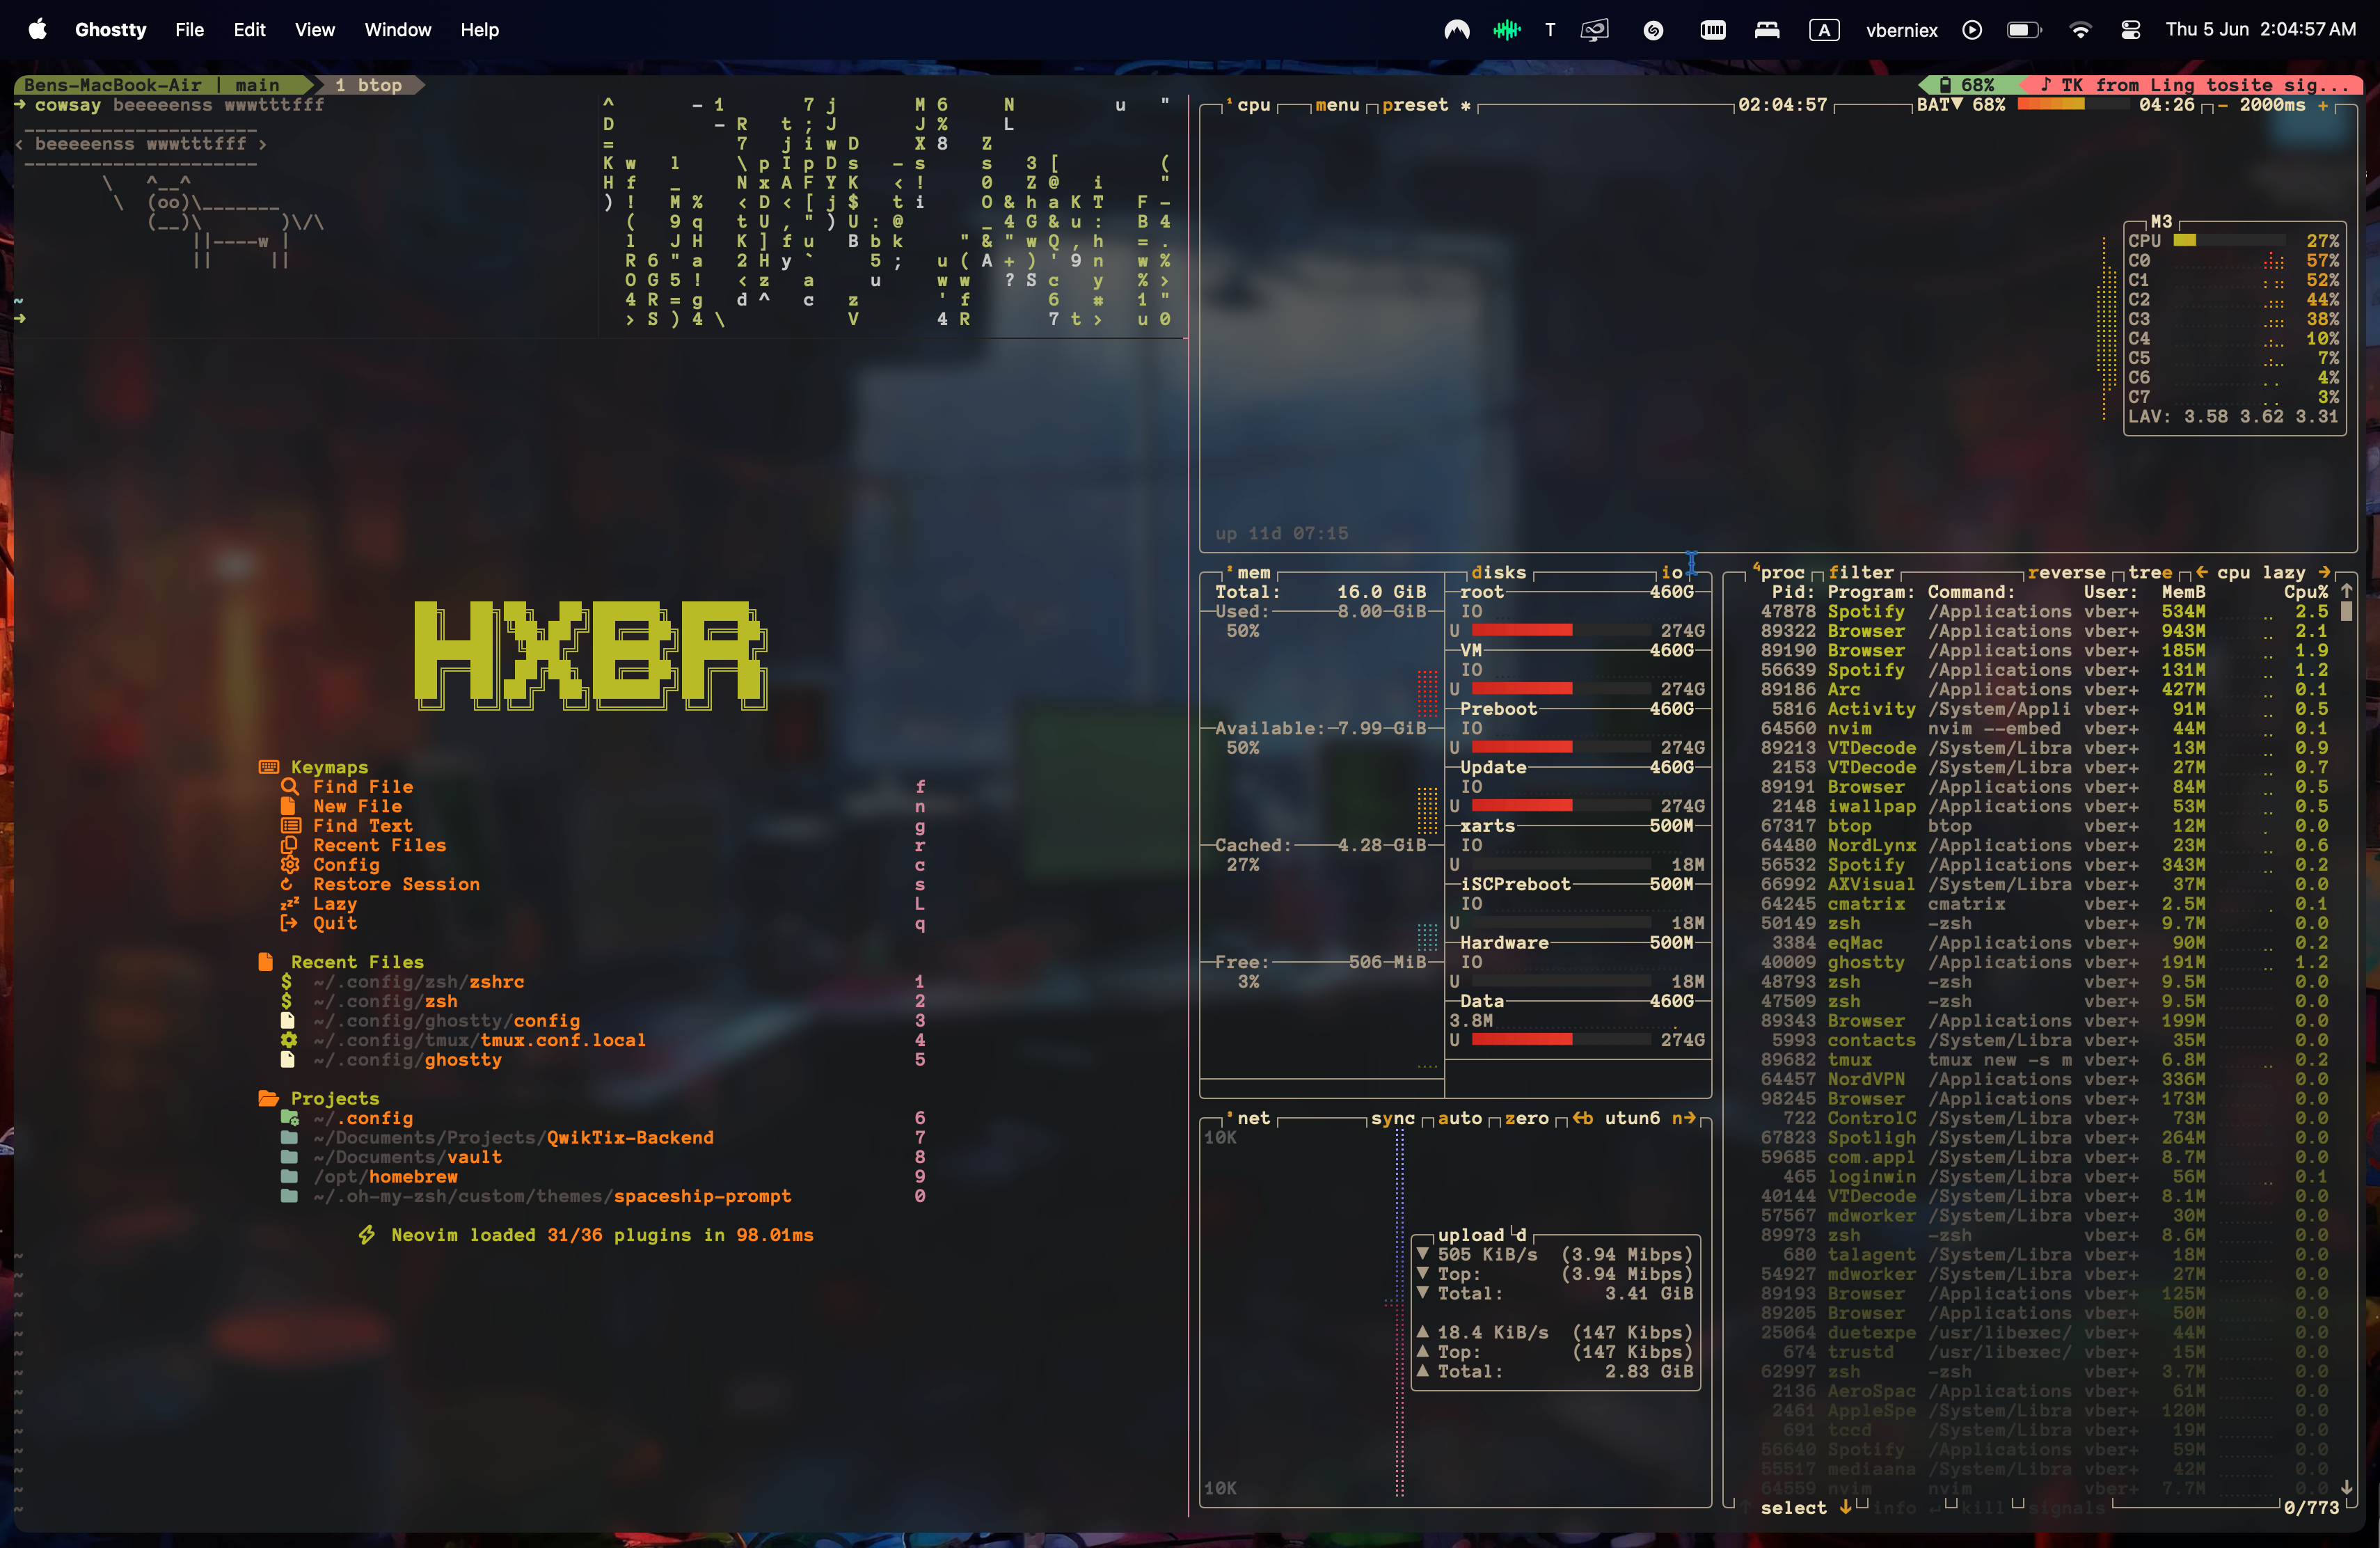 Ghostty File Edit View Window Help
T A vberniex Thu 5 Jun 2:04:57 AM
Bens-MacBook-Air | main 1 btop
68% ♪ TK from Ling tosite sig...
➜ cowsay beeeeenss wwwtttfff
< beeeeenss wwwtttfff >
\ ^__^
\ (oo)\_______
(__)\ )\/\
||----w |
|| ||
~
➜
HXBR
Keymaps
Find File f
New File n
Find Text g
Recent Files r
Config c
Restore Session s
Lazy L
Quit q
Recent Files
~/.config/zsh/zshrc 1
~/.config/zsh 2
~/.config/ghostty/config 3
~/.config/tmux/tmux.conf.local 4
~/.config/ghostty 5
Projects
~/.config 6
~/Documents/Projects/QwikTix-Backend 7
~/Documents/vault 8
/opt/homebrew 9
~/.oh-my-zsh/custom/themes/spaceship-prompt 0
Neovim loaded 31/36 plugins in 98.01ms
¹cpu menu preset * 02:04:57 BAT▼ 68% 04:26 - 2000ms +
M3
CPU 27%
C0 57%
C1 52%
C2 44%
C3 38%
C4 10%
C5 7%
C6 4%
C7 3%
LAV: 3.58 3.62 3.31
up 11d 07:15
²mem
Total: 16.0 GiB
Used: 8.00 GiB
50%
Available: 7.99 GiB
50%
Cached: 4.28 GiB
27%
Free: 506 MiB
3%
disks io
root 460G
IO
U 274G
VM 460G
IO
U 274G
Preboot 460G
IO
U 274G
Update 460G
IO
U 274G
xarts 500M
IO
U 18M
iSCPreboot 500M
IO
U 18M
Hardware 500M
IO
U 18M
Data 460G
3.8M
U 274G
³net sync auto zero ←b utun6 n→
10K
upload d
▼ 505 KiB/s (3.94 Mibps)
▼ Top: (3.94 Mibps)
▼ Total: 3.41 GiB
▲ 18.4 KiB/s (147 Kibps)
▲ Top: (147 Kibps)
▲ Total: 2.83 GiB
10K
⁴proc filter reverse tree ← cpu lazy →
Pid: Program: Command: User: MemB Cpu% ↑
47878 Spotify /Applications vber+ 534M 2.5
89322 Browser /Applications vber+ 943M 2.1
89190 Browser /Applications vber+ 185M 1.9
56639 Spotify /Applications vber+ 131M 1.2
89186 Arc /Applications vber+ 427M 0.1
5816 Activity /System/Appli vber+ 91M 0.5
64560 nvim nvim --embed vber+ 44M 0.1
89213 VTDecode /System/Libra vber+ 13M 0.9
2153 VTDecode /System/Libra vber+ 27M 0.7
89191 Browser /Applications vber+ 84M 0.5
2148 iwallpap /Applications vber+ 53M 0.5
67317 btop btop vber+ 12M 0.0
64480 NordLynx /Applications vber+ 23M 0.6
56532 Spotify /Applications vber+ 343M 0.2
66992 AXVisual /System/Libra vber+ 37M 0.0
64245 cmatrix cmatrix vber+ 2.5M 0.1
50149 zsh -zsh vber+ 9.7M 0.0
3384 eqMac /Applications vber+ 90M 0.2
40009 ghostty /Applications vber+ 191M 1.2
48793 zsh -zsh vber+ 9.5M 0.0
47509 zsh -zsh vber+ 9.5M 0.0
89343 Browser /Applications vber+ 199M 0.0
5993 contacts /System/Libra vber+ 35M 0.0
89682 tmux tmux new -s m vber+ 6.8M 0.2
64457 NordVPN /Applications vber+ 336M 0.0
98245 Browser /Applications vber+ 173M 0.0
722 ControlC /System/Libra vber+ 73M 0.0
67823 Spotligh /System/Libra vber+ 264M 0.0
59685 com.appl /System/Libra vber+ 8.7M 0.0
465 loginwin /System/Libra vber+ 56M 0.1
40144 VTDecode /System/Libra vber+ 8.1M 0.0
57567 mdworker /System/Libra vber+ 30M 0.0
89973 zsh -zsh vber+ 8.6M 0.0
680 talagent /System/Libra vber+ 18M 0.0
54927 mdworker /System/Libra vber+ 27M 0.0
89193 Browser /Applications vber+ 125M 0.0
89205 Browser /Applications vber+ 50M 0.0
25064 duetexpe /usr/libexec/ vber+ 44M 0.0
674 trustd /usr/libexec/ vber+ 15M 0.0
62997 zsh -zsh vber+ 3.7M 0.0
2136 AeroSpac /Applications vber+ 61M 0.0
2461 AppleSpe /Applications vber+ 120M 0.0
691 tccd /System/Libra vber+ 19M 0.0
56640 Spotify /Applications vber+ 59M 0.0
55517 mediaana /System/Libra vber+ 42M 0.0
64559 nvim nvim vber+ 7.7M 0.0
↑ select ↓ info ↵ kill signals 0/773